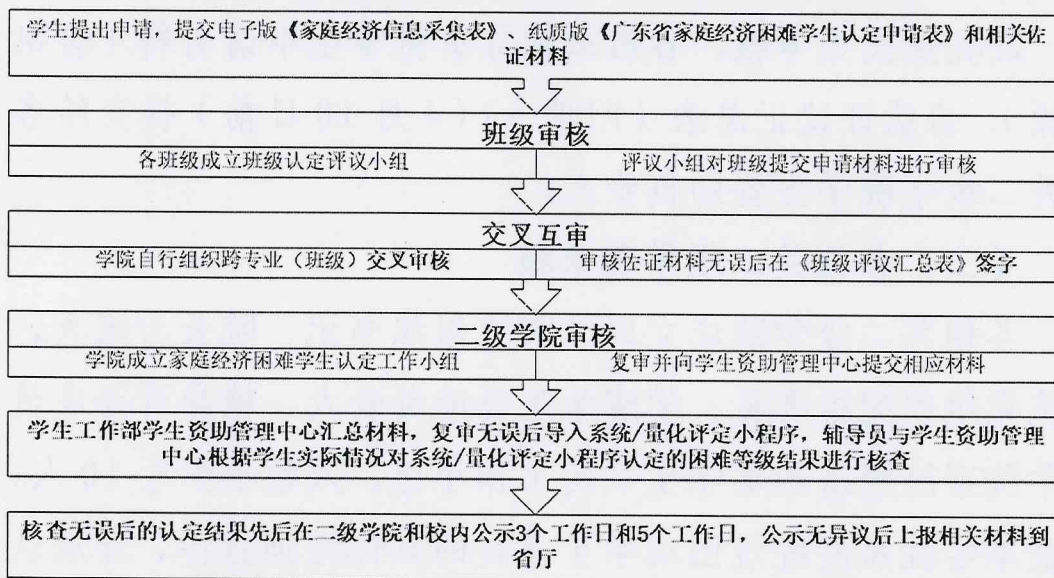 学生提出申请，提交电子版《家庭经济信息采集表》、纸质版《广东省家庭经济困难学生认定申请表》和相关佐
证材料
班级审核
各班级成立班级认定评议小组
评议小组对班级提交申请材料进行审核
交叉互审
学院自行组织跨专业（班级）交叉审核
审核佐证材料无误后在《班级评议汇总表》签字
二级学院审核
学院成立家庭经济困难学生认定工作小组
复审并向学生资助管理中心提交相应材料
学生工作部学生资助管理中心汇总材料，复审无误后导入系统/量化评定小程序，辅导员与学生资助管理
中心根据学生实际情况对系统/量化评定小程序认定的困难等级结果进行核查
核查无误后的认定结果先后在二级学院和校内公示3个工作日和5个工作日，公示无异议后上报相关材料到
省厅